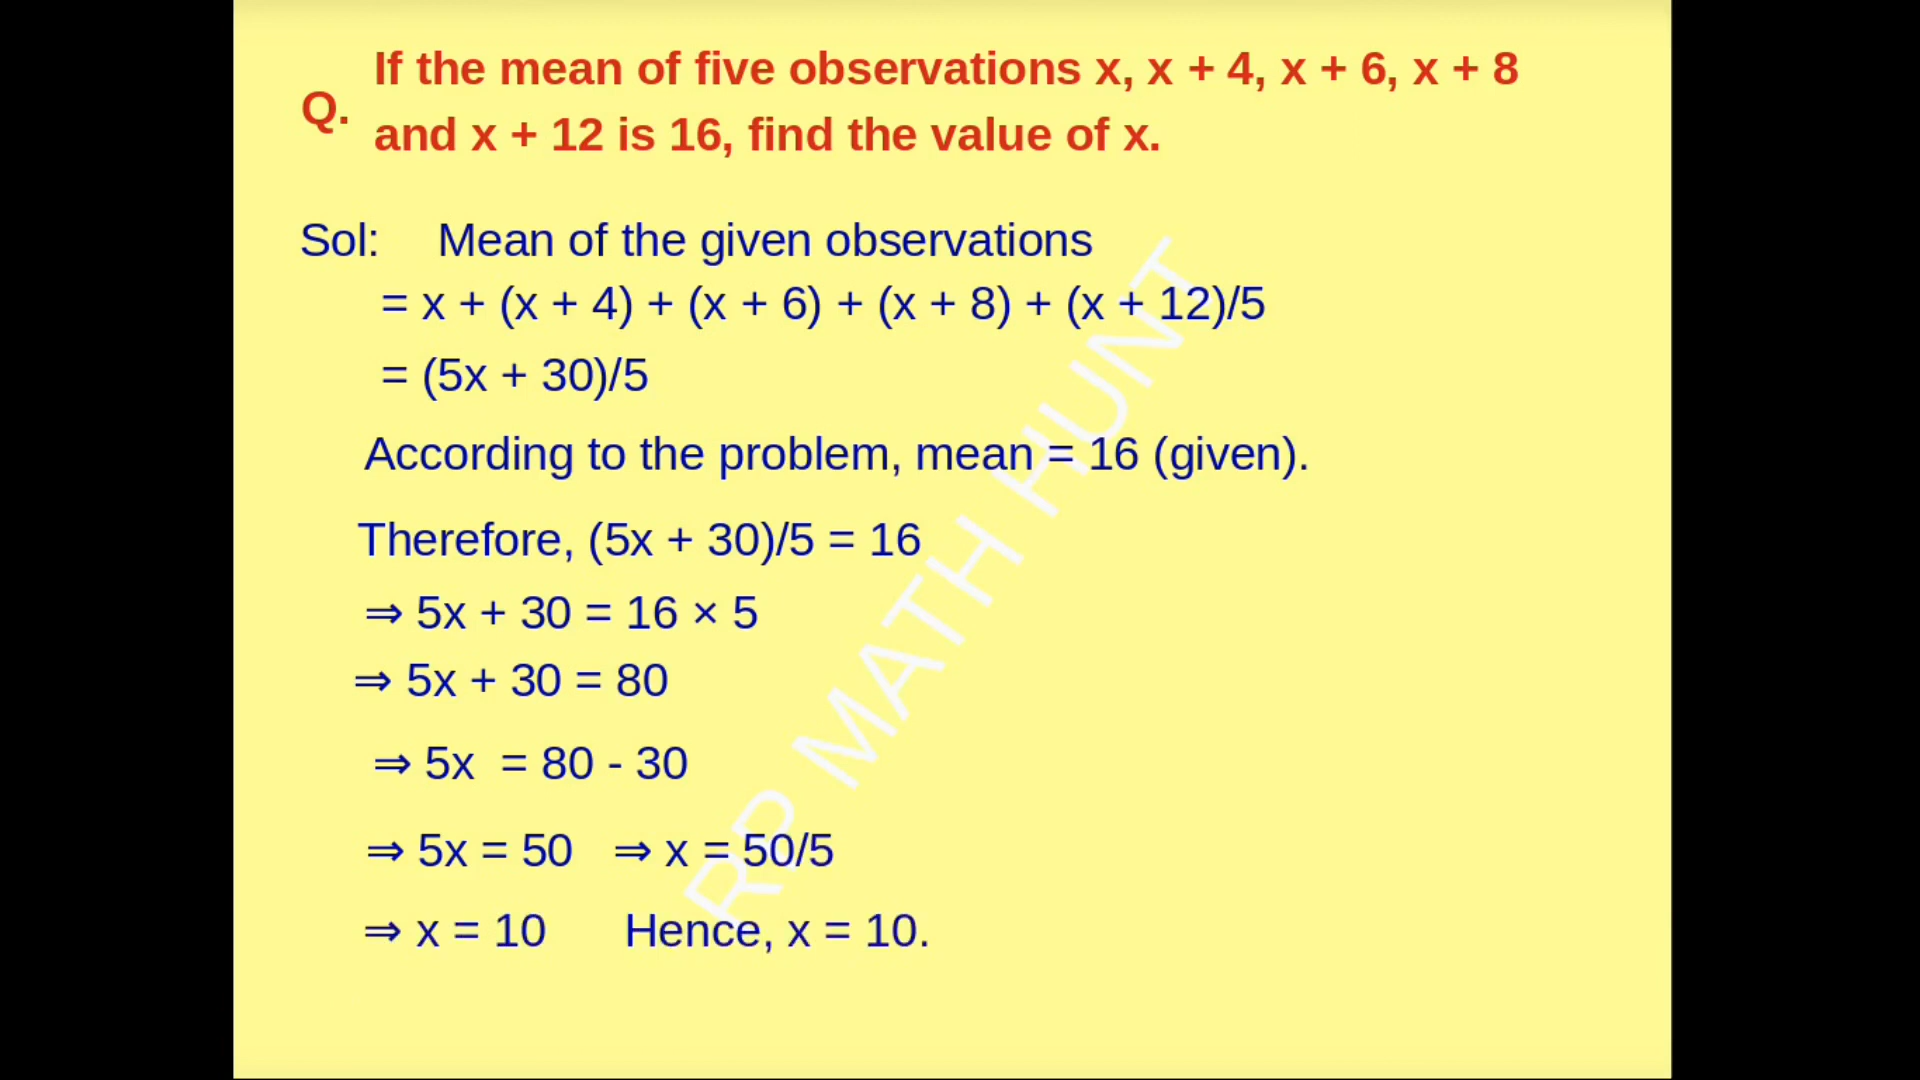 Q. If the mean of five observations x, x + 4, x + 6, x + 8
and x + 12 is 16, find the value of x.
Sol: Mean of the given observations
= x + (x + 4) + (x + 6) + (x + 8) + (x + 12)/5
= (5x + 30)/5
According to the problem, mean = 16 (given).
Therefore, (5x + 30)/5 = 16
⇒ 5x + 30 = 16 × 5
⇒ 5x + 30 = 80
⇒ 5x = 80 - 30
⇒ 5x = 50 ⇒ x = 50/5
⇒ x = 10 Hence, x = 10.
RP MATH HUNT